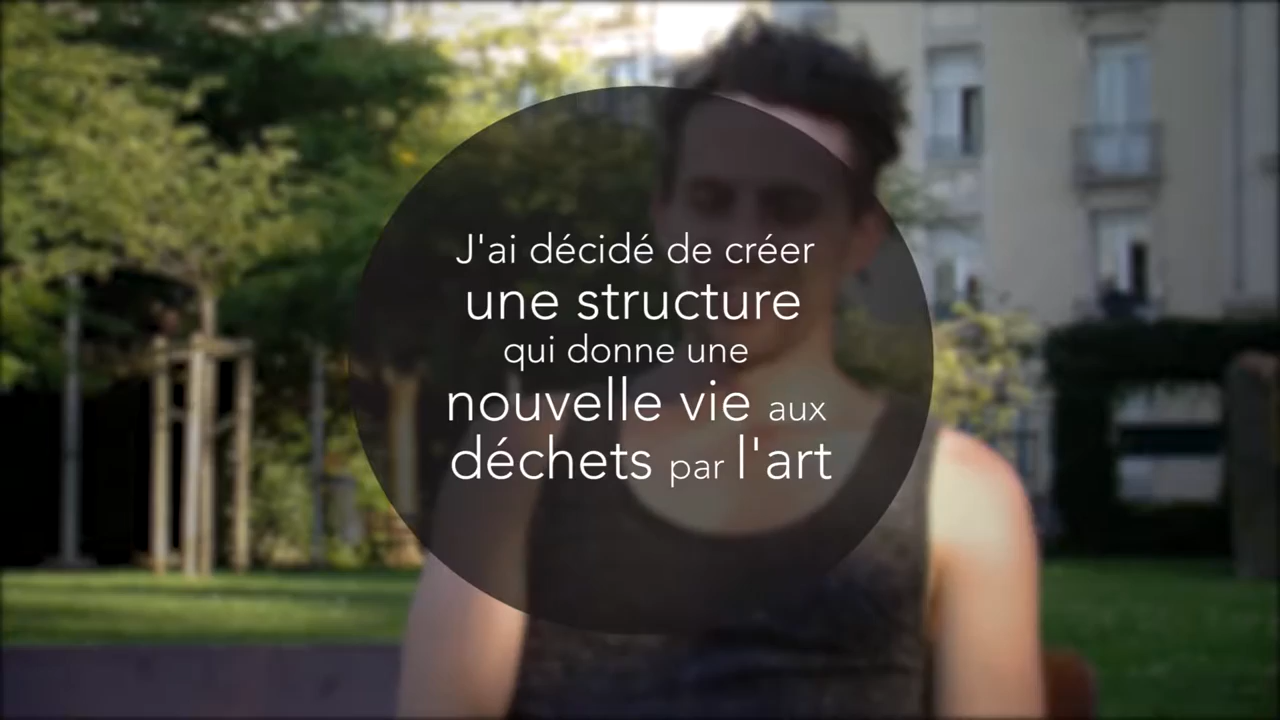 J'ai décidé de créer
une structure
qui donne une
nouvelle vie aux
déchets par l'art